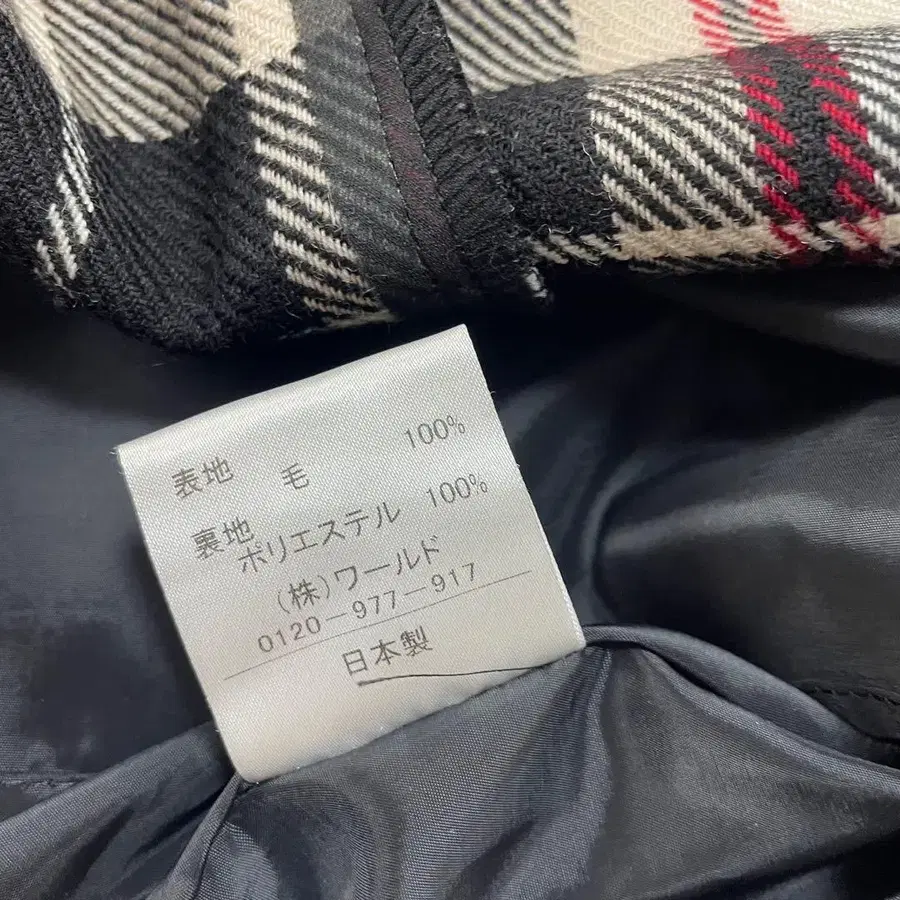 表地 毛 100%
裏地 ポリエステル 100%
(株)ワールド
0120-977-917
日本製